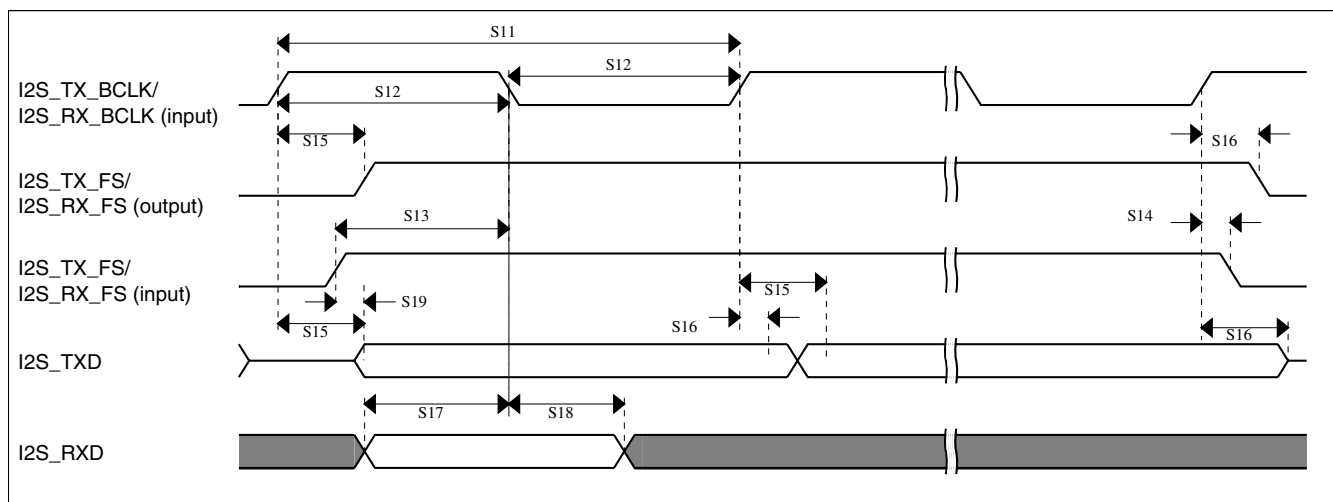 S11
I2S_TX_BCLK/
I2S_RX_BCLK (input)
S12
S12
S15
S16
I2S_TX_FS/
I2S_RX_FS (output)
S13
S14
I2S_TX_FS/
I2S_RX_FS (input)
S15
S19
S15
S16
S16
I2S_TXD
S17
S18
I2S_RXD